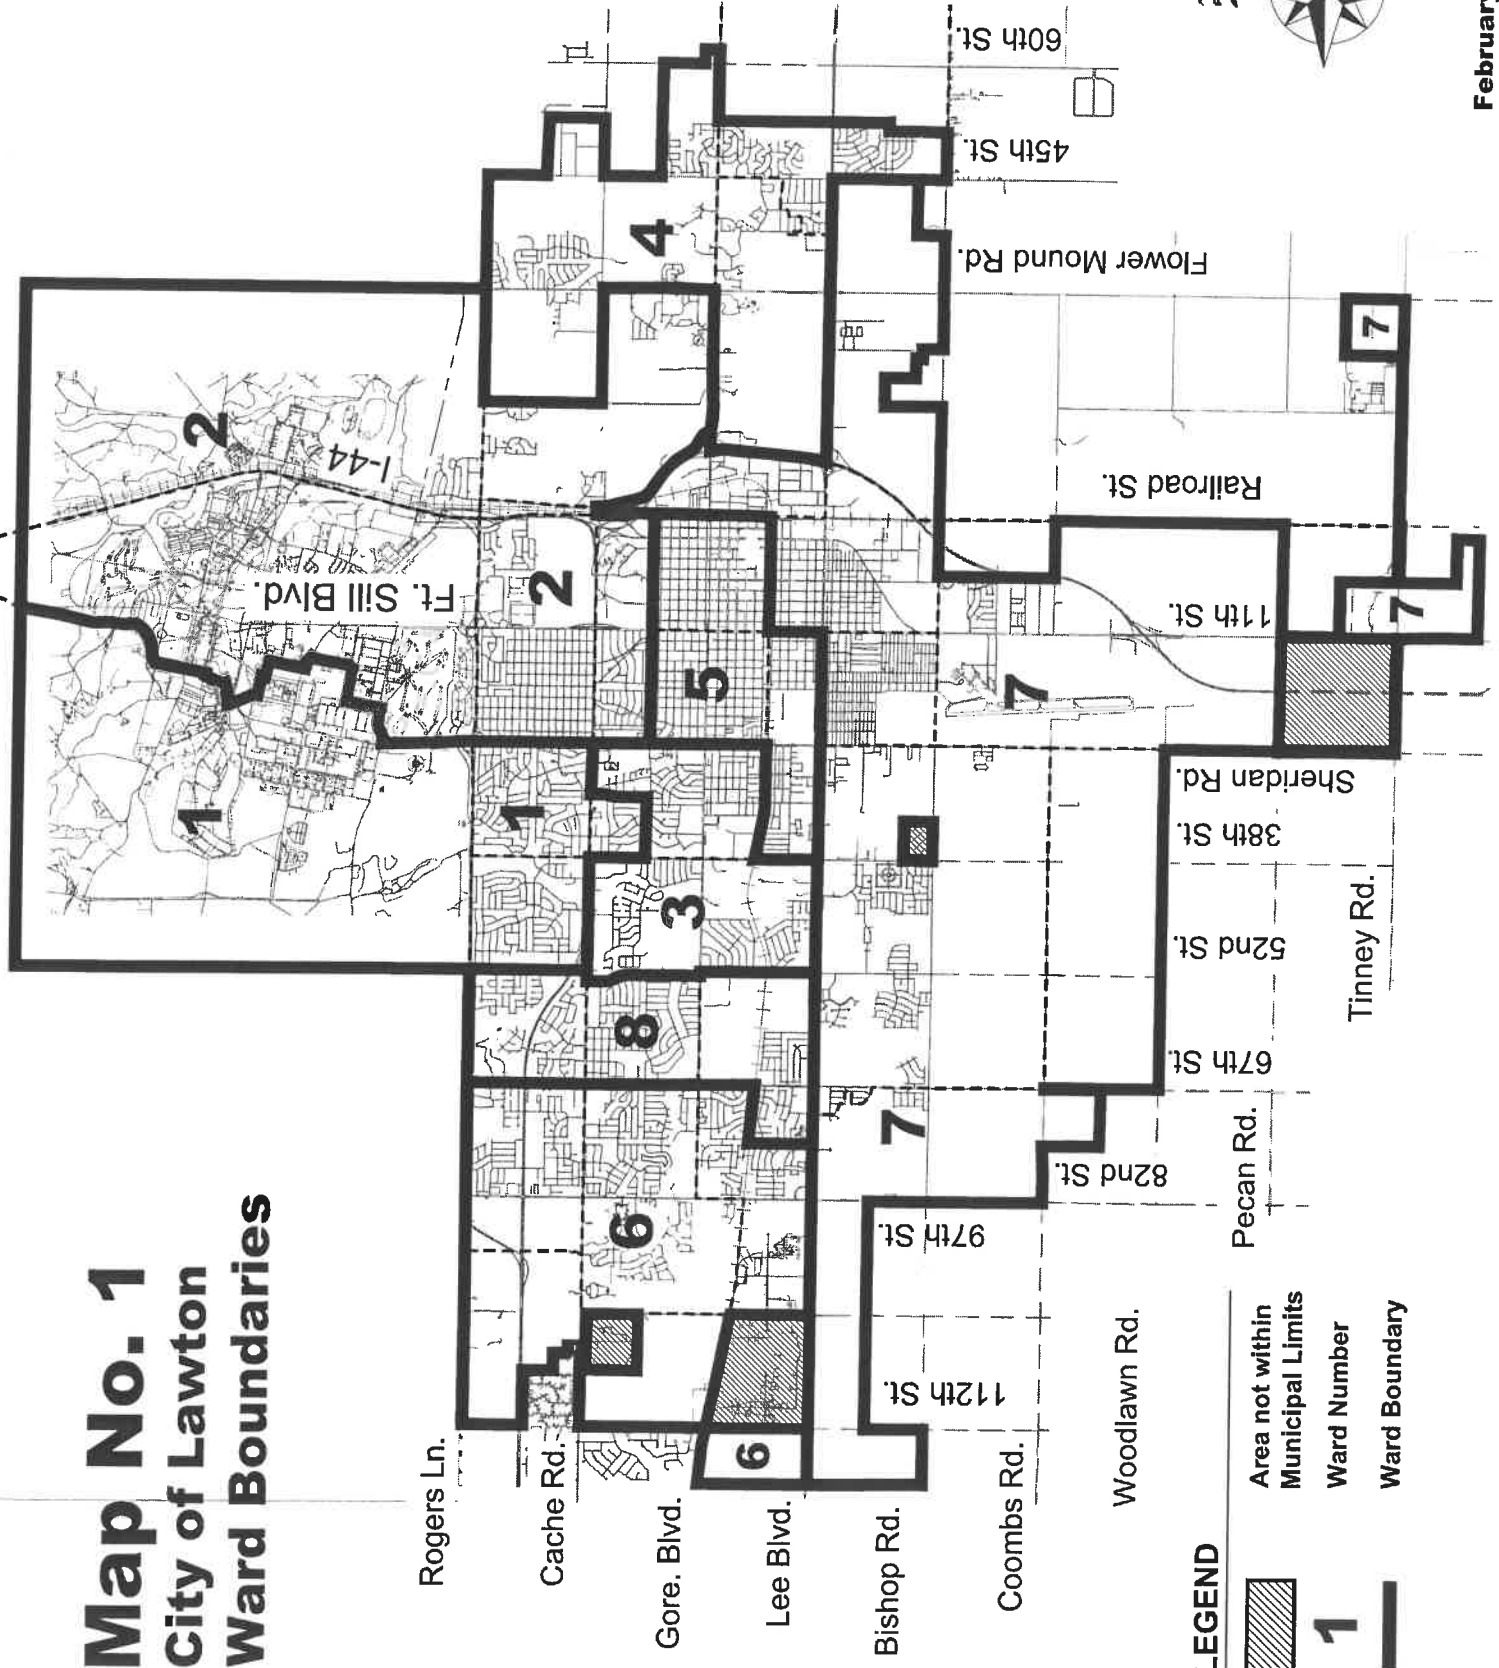 Map No. 1
City of Lawton
Ward Boundaries
Rogers Ln.
Cache Rd.
Gore. Blvd.
Lee Blvd.
Bishop Rd.
Coombs Rd.
Woodlawn Rd.
Pecan Rd.
Tinney Rd.
112th St.
97th St.
82nd St.
67th St.
52nd St.
38th St.
Sheridan Rd.
11th St.
Railroad St.
Flower Mound Rd.
45th St.
60th St.
Ft. Sill Blvd.
I-44
1
2
1
2
3
4
5
6
6
7
7
7
7
8
LEGEND
Area not within
Municipal Limits
1
Ward Number
Ward Boundary
February